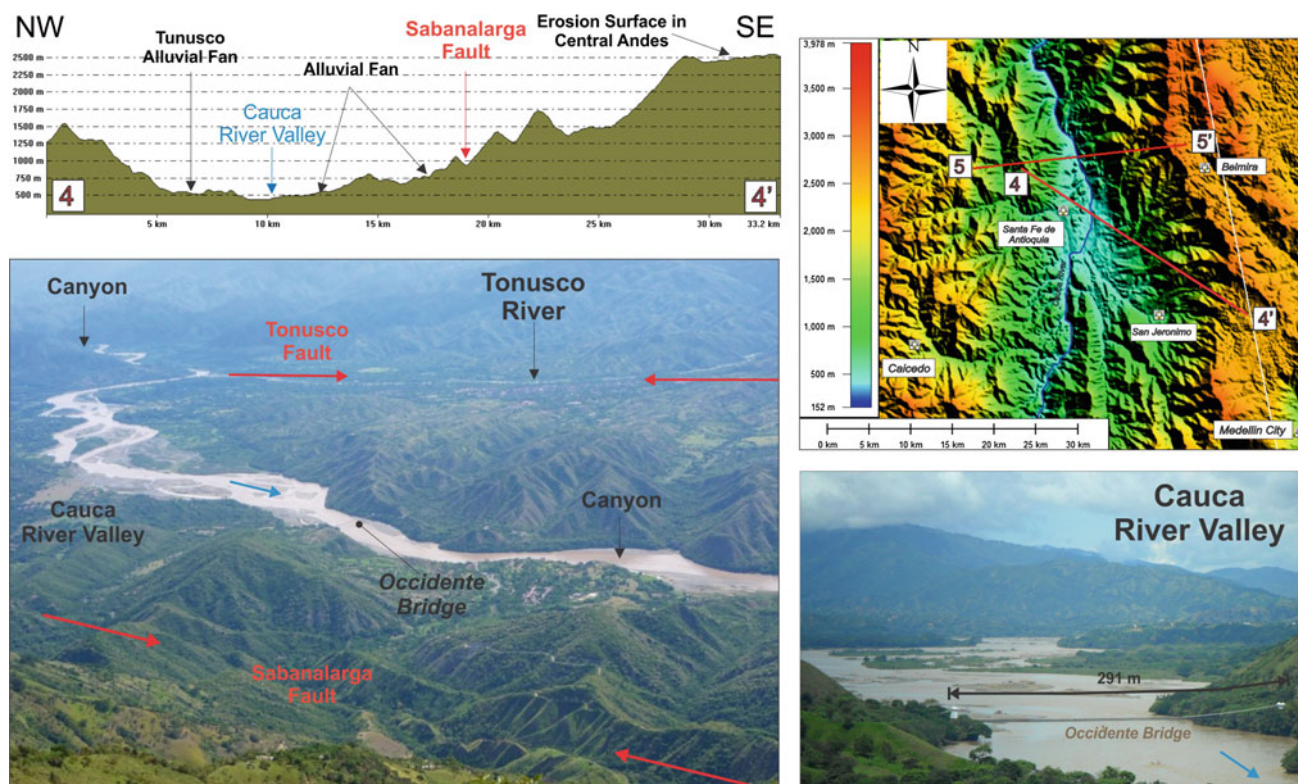 NW
SE
Tunusco
Alluvial Fan
Alluvial Fan
Sabanalarga
Fault
Erosion Surface in
Central Andes
Cauca
River Valley
2500 m
2250 m
2000 m
1750 m
1500 m
1250 m
1000 m
750 m
500 m
4
4'
5 km
10 km
15 km
20 km
25 km
30 km
33.2 km
3,978 m
3,500 m
3,000 m
2,500 m
2,000 m
1,500 m
1,000 m
500 m
152 m
N
5
5'
4
4'
Belmira
Santa Fe de
Antioquia
San Jeronimo
Caicedo
Medellin City
0 km
5 km
10 km
15 km
20 km
25 km
30 km
Canyon
Tonusco
Fault
Tonusco
River
Cauca
River Valley
Canyon
Occidente
Bridge
Sabanalarga
Fault
Cauca
River Valley
291 m
Occidente Bridge